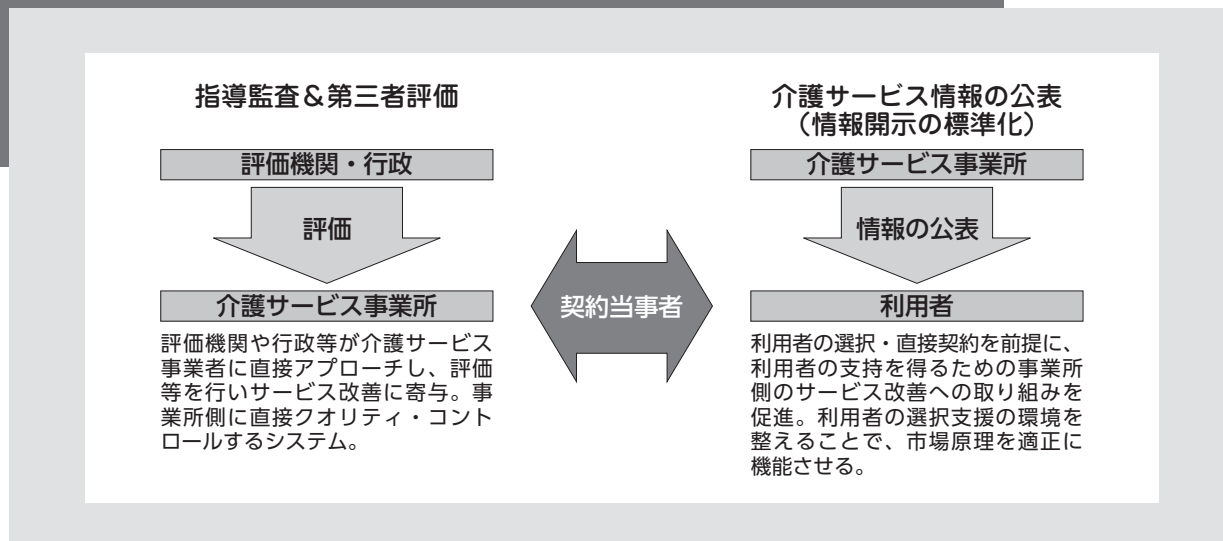 指導監査＆第三者評価
評価機関・行政
評価
介護サービス事業所
評価機関や行政等が介護サービス
事業者に直接アプローチし、評価
等を行いサービス改善に寄与。事
業所側に直接クオリティ・コント
ロールするシステム。
契約当事者
介護サービス情報の公表
（情報開示の標準化）
介護サービス事業所
情報の公表
利用者
利用者の選択・直接契約を前提に、
利用者の支持を得るための事業所
側のサービス改善への取り組みを
促進。利用者の選択支援の環境を
整えることで、市場原理を適正に
機能させる。